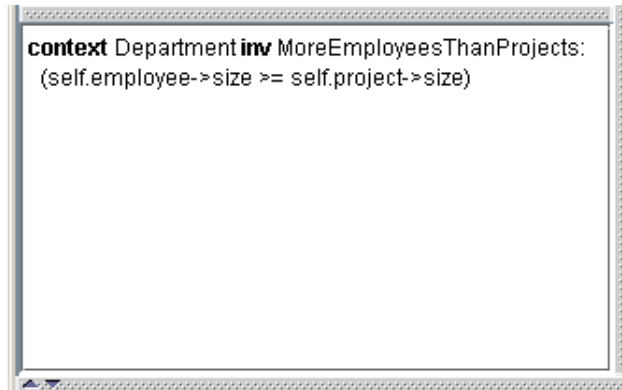 context Department inv MoreEmployeesThanProjects:
(self.employee->size >= self.project->size)